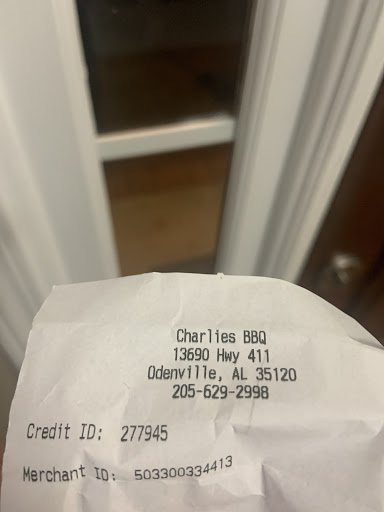 Charlies BBQ
13690 Hwy 411
Odenville, AL 35120
205-629-2998
Credit ID: 277945
Merchant ID: 503300334413